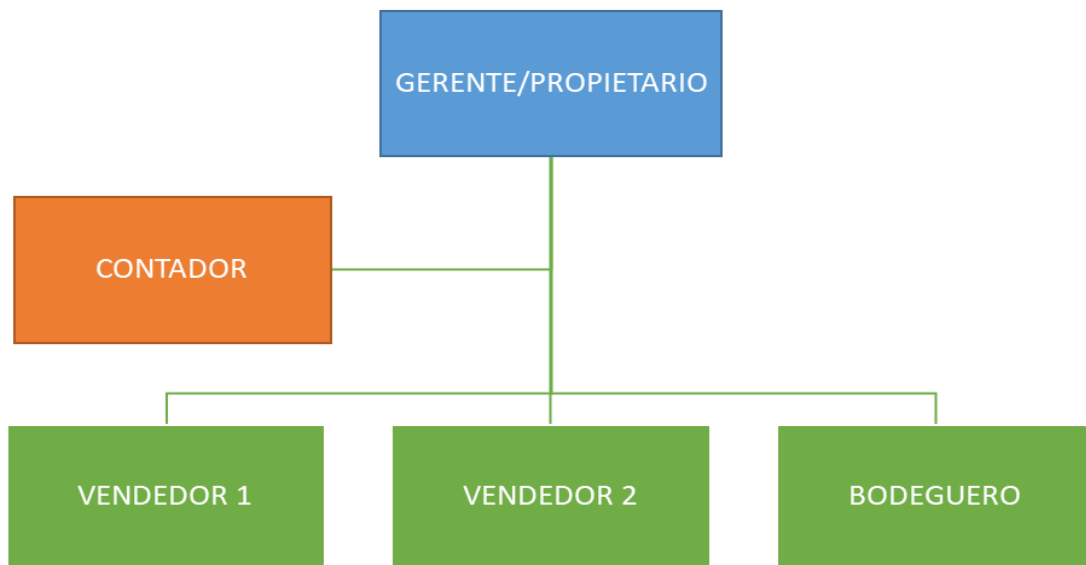 GERENTE/PROPIETARIO
CONTADOR
VENDEDOR 1
VENDEDOR 2
BODEGUERO